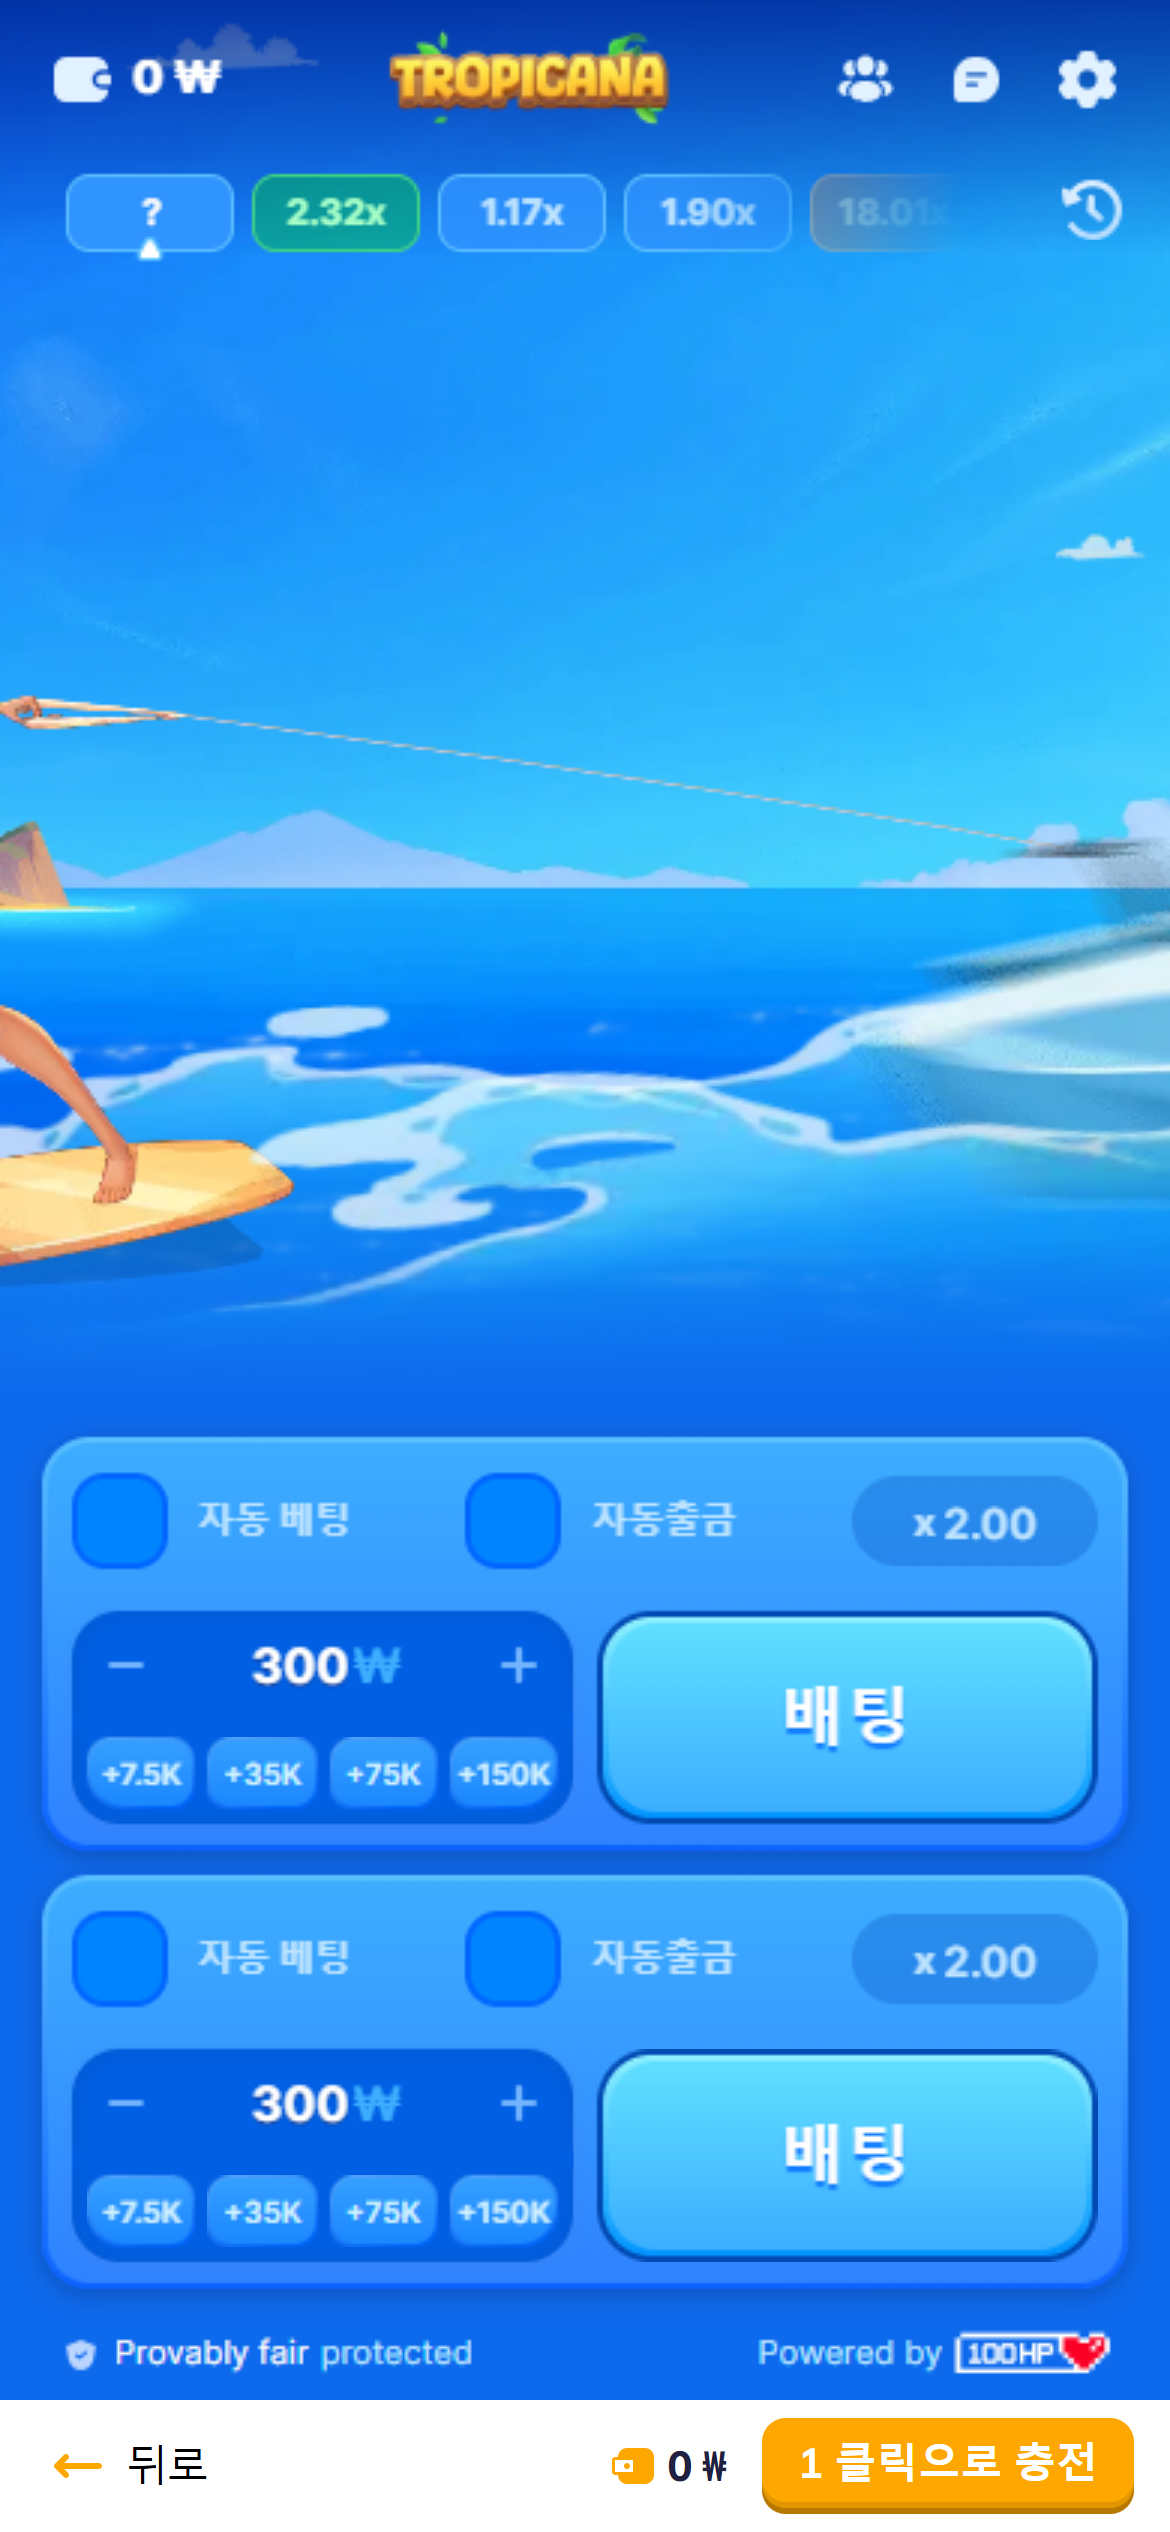 0 ₩
TROPICANA
? 2.32x 1.17x 1.90x 18.01x
자동 베팅 자동출금 x 2.00
− 300₩ +
배팅
+7.5K +35K +75K +150K
자동 베팅 자동출금 x 2.00
− 300₩ +
배팅
+7.5K +35K +75K +150K
Provably fair protected
Powered by 100HP
← 뒤로
0 ₩
1 클릭으로 충전